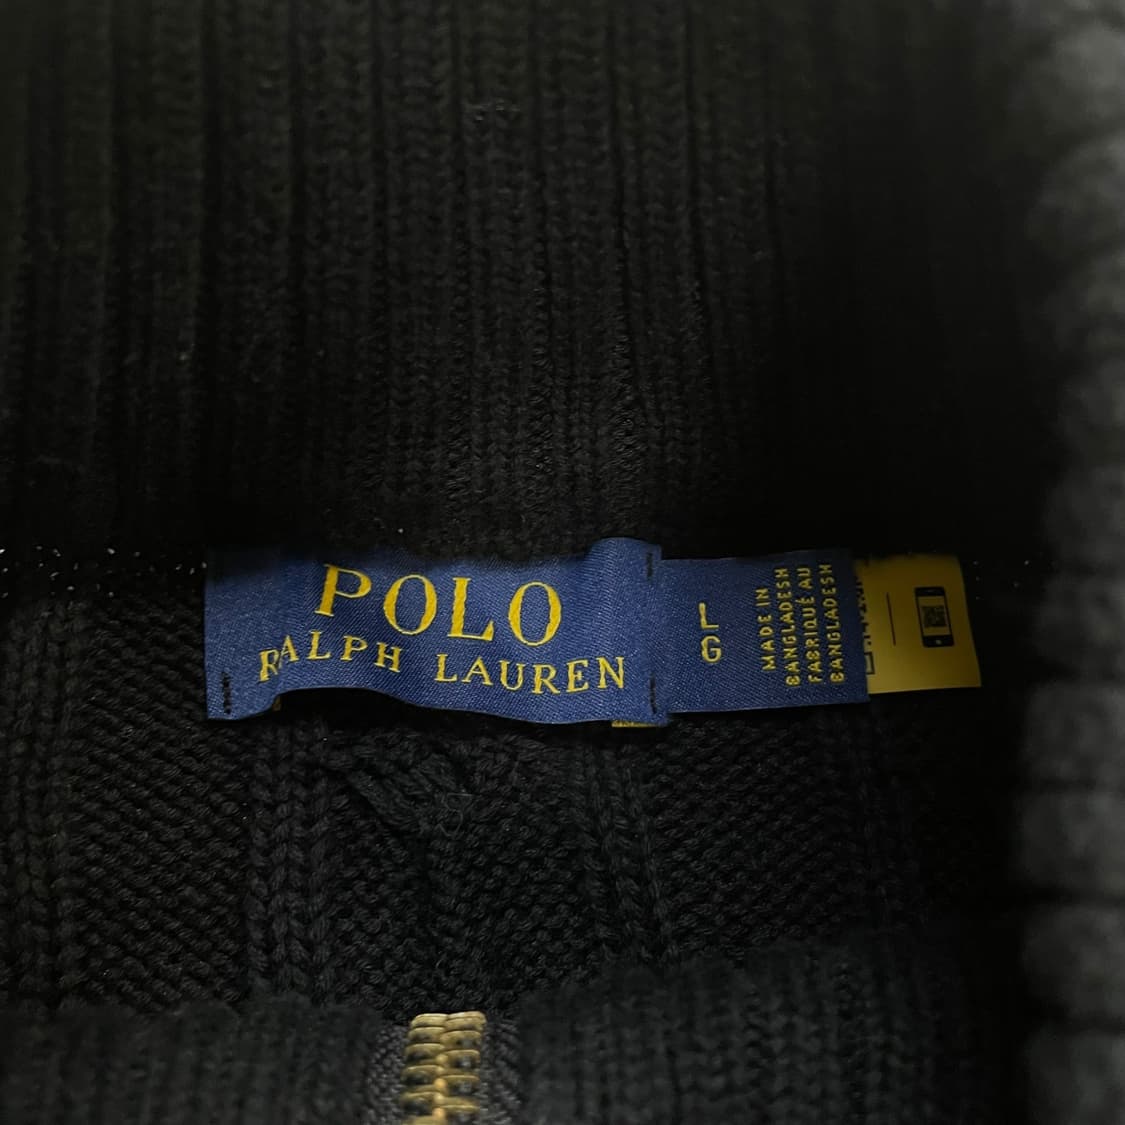 POLO
RALPH LAUREN
L
G
MADE IN
BANGLADESH
FABRIQUÉ AU
BANGLADESH